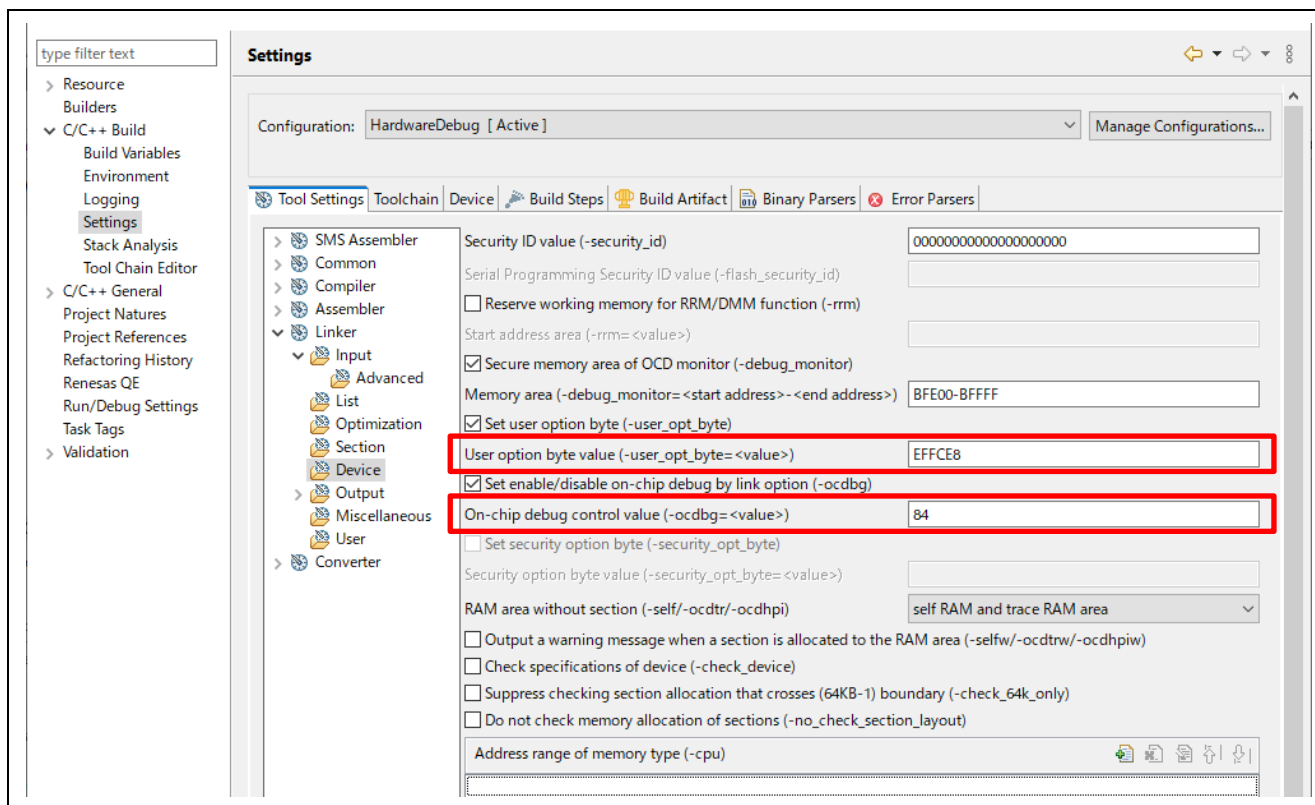 type filter text
Resource
Builders
C/C++ Build
Build Variables
Environment
Logging
Settings
Stack Analysis
Tool Chain Editor
C/C++ General
Project Natures
Project References
Refactoring History
Renesas QE
Run/Debug Settings
Task Tags
Validation
Settings
Configuration: HardwareDebug [ Active ] Manage Configurations...
Tool Settings Toolchain Device Build Steps Build Artifact Binary Parsers Error Parsers
SMS Assembler
Common
Compiler
Assembler
Linker
Input
Advanced
List
Optimization
Section
Device
Output
Miscellaneous
User
Converter
Security ID value (-security_id) 00000000000000000000
Serial Programming Security ID value (-flash_security_id)
Reserve working memory for RRM/DMM function (-rrm)
Start address area (-rrm=<value>)
Secure memory area of OCD monitor (-debug_monitor)
Memory area (-debug_monitor=<start address>-<end address>) BFE00-BFFFF
Set user option byte (-user_opt_byte)
User option byte value (-user_opt_byte=<value>) EFFCE8
Set enable/disable on-chip debug by link option (-ocdbg)
On-chip debug control value (-ocdbg=<value>) 84
Set security option byte (-security_opt_byte)
Security option byte value (-security_opt_byte=<value>)
RAM area without section (-self/-ocdtr/-ocdhpi) self RAM and trace RAM area
Output a warning message when a section is allocated to the RAM area (-selfw/-ocdtrw/-ocdhpiw)
Check specifications of device (-check_device)
Suppress checking section allocation that crosses (64KB-1) boundary (-check_64k_only)
Do not check memory allocation of sections (-no_check_section_layout)
Address range of memory type (-cpu)